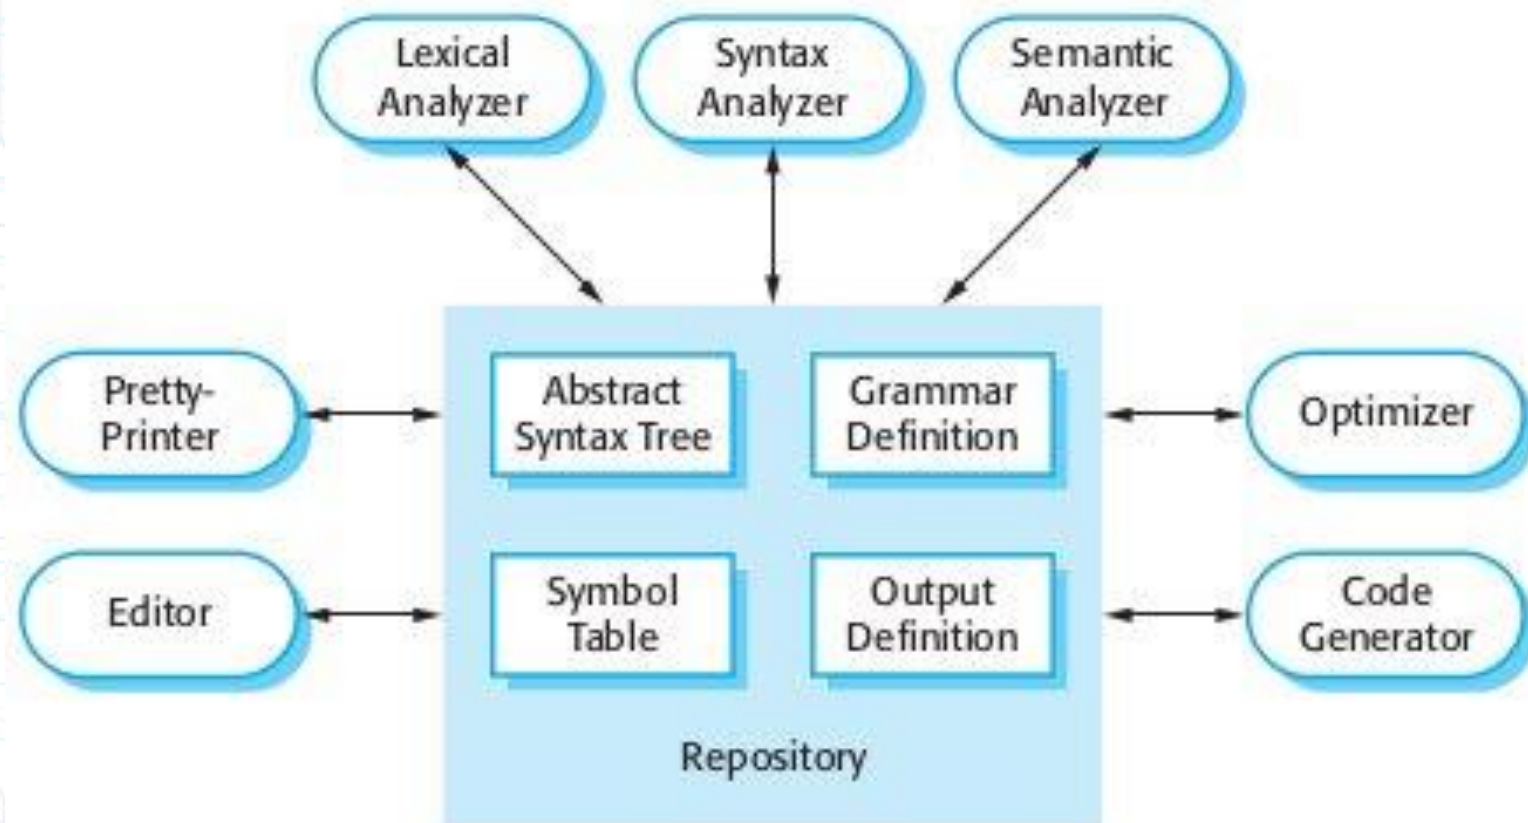 Lexical
Analyzer
Syntax
Analyzer
Semantic
Analyzer
Pretty-
Printer
Abstract
Syntax Tree
Grammar
Definition
Optimizer
Editor
Symbol
Table
Output
Definition
Code
Generator
Repository